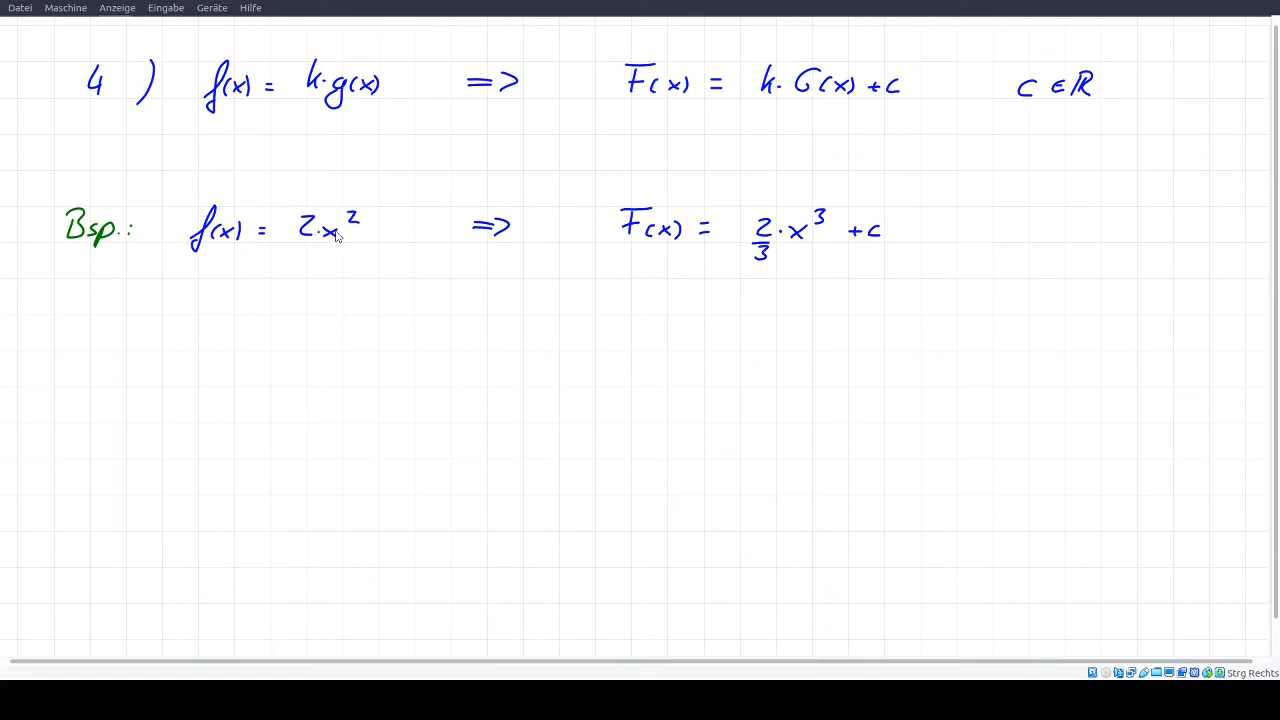 Datei Maschine Anzeige Eingabe Geräte Hilfe
4 ) f(x) = k·g(x) => F(x) = k·G(x) + c c ∈ ℝ
Bsp.: f(x) = 2·x² => F(x) = 2/3 · x³ + c
Strg Rechts